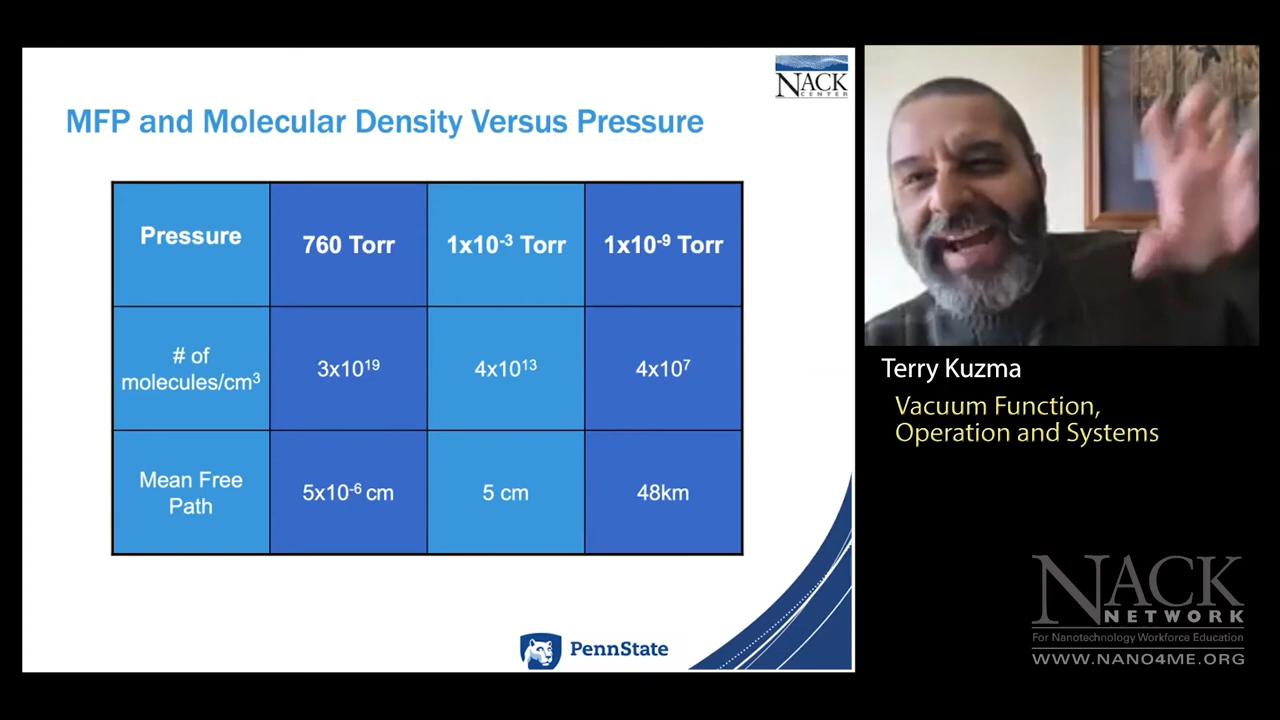 NACK
CENTER
MFP and Molecular Density Versus Pressure
Pressure
760 Torr
1x10⁻³ Torr
1x10⁻⁹ Torr
# of
molecules/cm³
3x10¹⁹
4x10¹³
4x10⁷
Mean Free
Path
5x10⁻⁶ cm
5 cm
48km
PennState
Terry Kuzma
Vacuum Function,
Operation and Systems
NACK
NETWORK
For Nanotechnology Workforce Education
WWW.NANO4ME.ORG